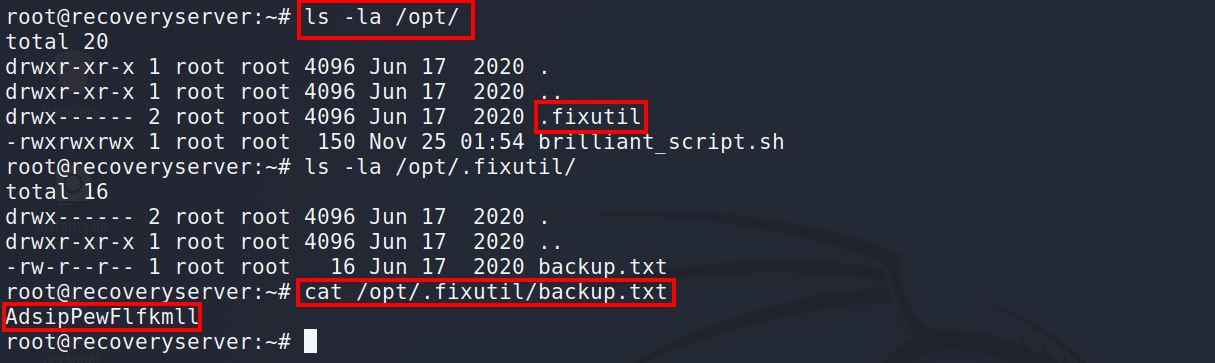 root@recoveryserver:~# ls -la /opt/
total 20
drwxr-xr-x 1 root root 4096 Jun 17  2020 .
drwxr-xr-x 1 root root 4096 Jun 17  2020 ..
drwx------ 2 root root 4096 Jun 17  2020 .fixutil
-rwxrwxrwx 1 root root  150 Nov 25 01:54 brilliant_script.sh
root@recoveryserver:~# ls -la /opt/.fixutil/
total 16
drwx------ 2 root root 4096 Jun 17  2020 .
drwxr-xr-x 1 root root 4096 Jun 17  2020 ..
-rw-r--r-- 1 root root   16 Jun 17  2020 backup.txt
root@recoveryserver:~# cat /opt/.fixutil/backup.txt
AdsipPewFlfkmll
root@recoveryserver:~#
personal